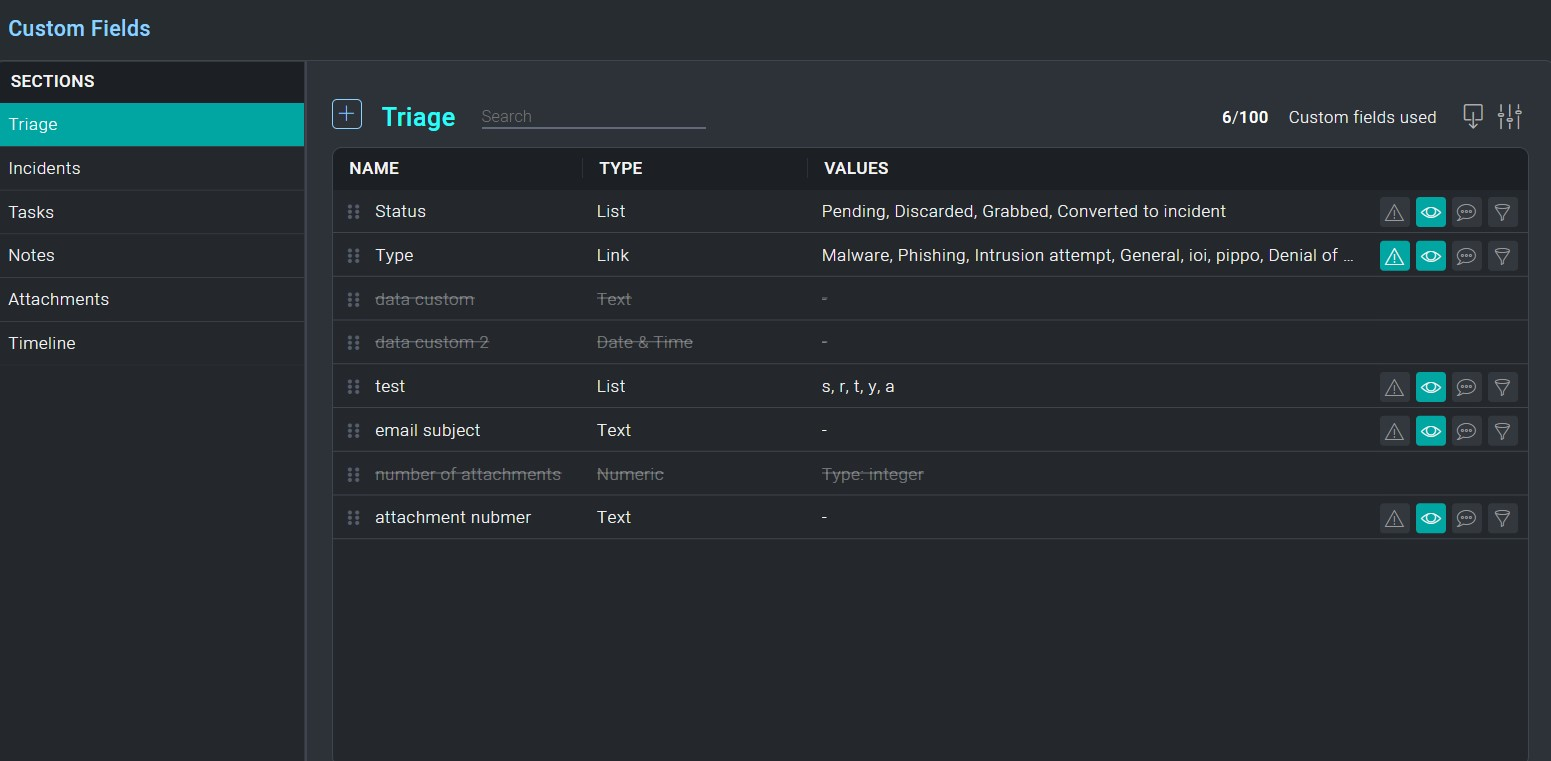 Custom Fields
SECTIONS
Triage
Incidents
Tasks
Notes
Attachments
Timeline
Triage Search 6/100 Custom fields used
NAME TYPE VALUES
Status List Pending, Discarded, Grabbed, Converted to incident
Type Link Malware, Phishing, Intrusion attempt, General, ioi, pippo, Denial of ...
data custom Text -
data custom 2 Date & Time -
test List s, r, t, y, a
email subject Text -
number of attachments Numeric Type: integer
attachment nubmer Text -